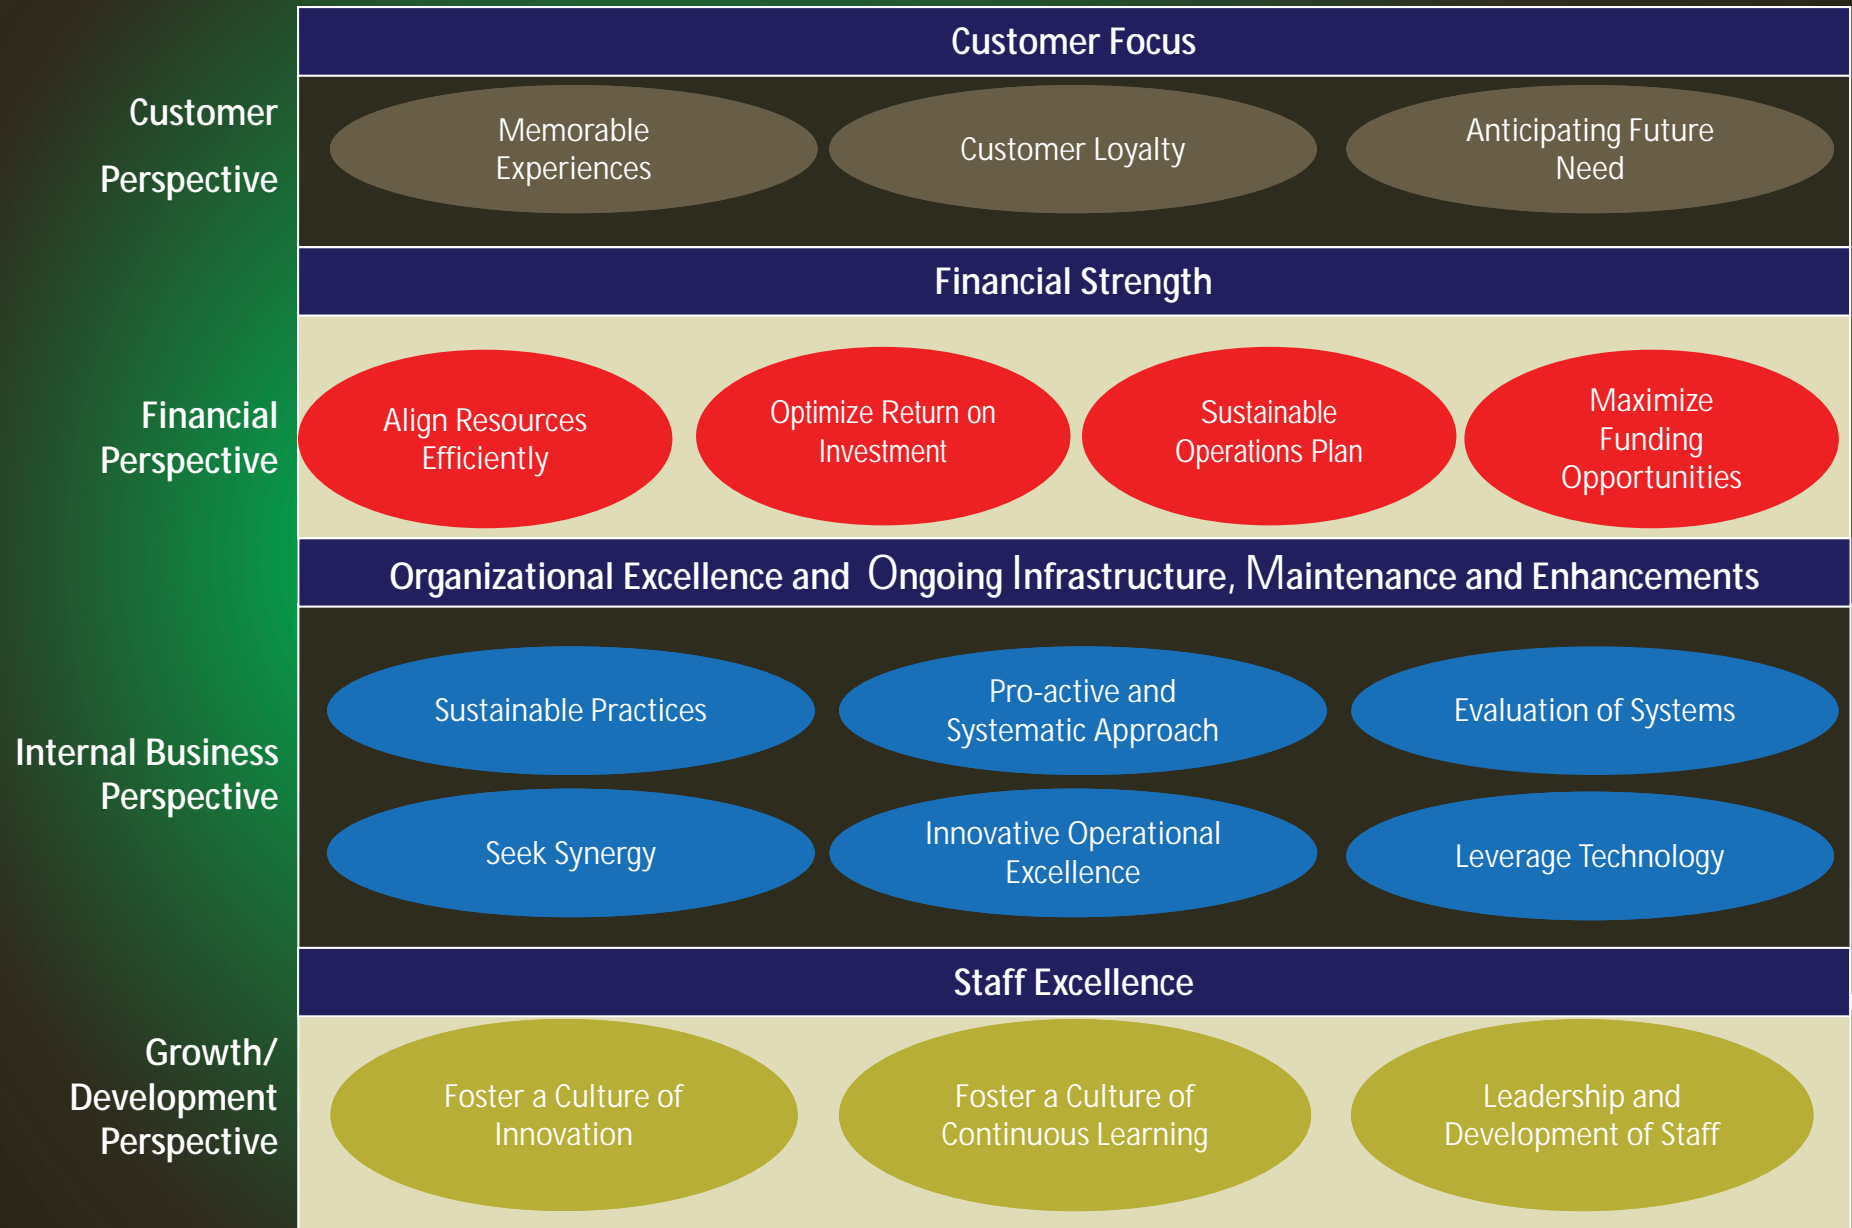 Customer Focus
Customer
Perspective
Memorable
Experiences
Customer Loyalty
Anticipating Future
Need
Financial Strength
Financial
Perspective
Align Resources
Efficiently
Optimize Return on
Investment
Sustainable
Operations Plan
Maximize
Funding
Opportunities
Organizational Excellence and Ongoing Infrastructure, Maintenance and Enhancements
Internal Business
Perspective
Sustainable Practices
Pro-active and
Systematic Approach
Evaluation of Systems
Seek Synergy
Innovative Operational
Excellence
Leverage Technology
Staff Excellence
Growth/
Development
Perspective
Foster a Culture of
Innovation
Foster a Culture of
Continuous Learning
Leadership and
Development of Staff